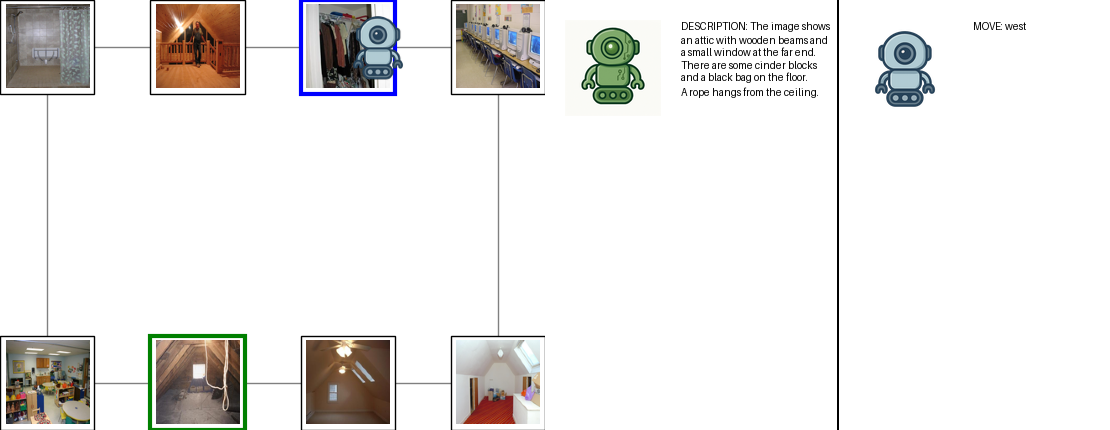 DESCRIPTION: The image shows
an attic with wooden beams and
a small window at the far end.
There are some cinder blocks
and a black bag on the floor.
A rope hangs from the ceiling.
MOVE: west